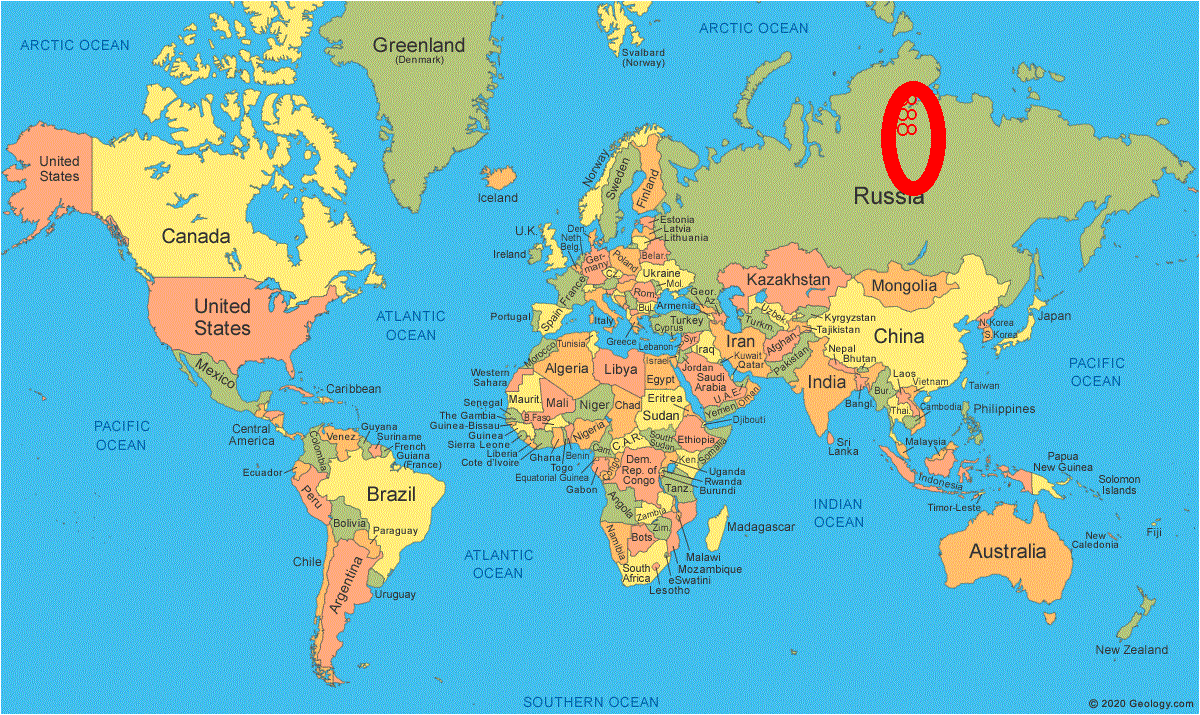 ARCTIC OCEAN
Greenland
(Denmark)
Svalbard
(Norway)
ARCTIC OCEAN
United
States
Canada
Iceland
Norway
Sweden
Finland
Russia
U.K.
Ireland
Den.
Neth
Belg.
Ger-
many
Poland
Estonia
Latvia
Lithuania
Belar.
Ukraine
Mol.
Rom.
Bul.
France
Spain
Portugal
Italy
Greece
Geor.
Az
Armenia
Turkey
Cyprus
Lebanon
Israel
Syr.
Iraq
Jordan
Kuwait
Qatar
Saudi
Arabia
U.A.E.
Yemen
Oman
Iran
Kazakhstan
Uzbek.
Turkm.
Kyrgyzstan
Tajikistan
Afghan.
Pakistan
Mongolia
China
N. Korea
S. Korea
Japan
Nepal
Bhutan
India
Bangl.
Bur.
Laos
Vietnam
Thai.
Cambodia
Taiwan
Philippines
Malaysia
Sri
Lanka
Indonesia
Timor-Leste
Papua
New Guinea
Solomon
Islands
Fiji
New
Caledonia
Australia
New Zealand
United
States
Mexico
Caribbean
Central
America
ATLANTIC
OCEAN
PACIFIC
OCEAN
PACIFIC
OCEAN
Venez.
Guyana
Suriname
French
Guiana
(France)
Colombia
Ecuador
Peru
Brazil
Bolivia
Paraguay
Chile
Argentina
Uruguay
Morocco
Tunisia
Western
Sahara
Algeria
Libya
Egypt
Maurit.
Mali
Niger
Chad
Eritrea
Sudan
Djibouti
Senegal
The Gambia
Guinea-Bissau
Guinea
Sierra Leone
Liberia
Cote d'Ivoire
B.Faso
Ghana
Togo
Benin
Nigeria
Cam.
Equatorial Guinea
Gabon
Congo
C.A.R.
South
Sudan
Ethiopia
Somalia
Ken.
Uganda
Rwanda
Burundi
Dem.
Rep. of
Congo
Tanz.
Angola
Zambia
Zim.
Bots
Namibia
South
Africa
Madagascar
Malawi
Mozambique
eSwatini
Lesotho
INDIAN
OCEAN
ATLANTIC
OCEAN
SOUTHERN OCEAN
© 2020 Geology.com